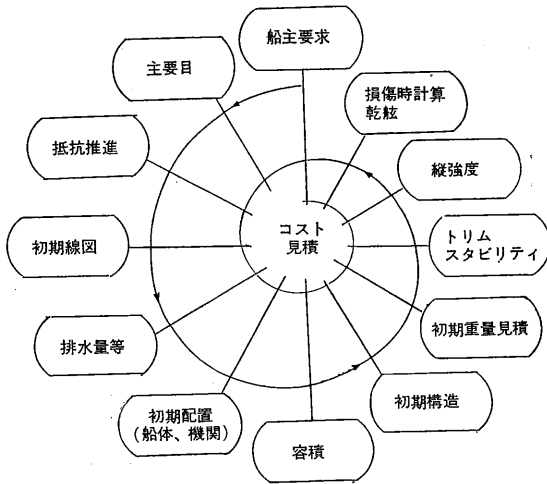 船主要求
主要目
抵抗推進
初期線図
排水量等
初期配置
(船体、機関)
容積
初期構造
初期重量見積
トリム
スタビリティ
縦強度
損傷時計算
乾舷
コスト
見積